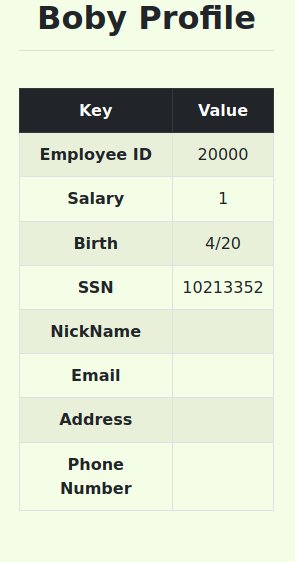 Boby Profile
Key Value
Employee ID 20000
Salary 1
Birth 4/20
SSN 10213352
NickName
Email
Address
Phone
Number